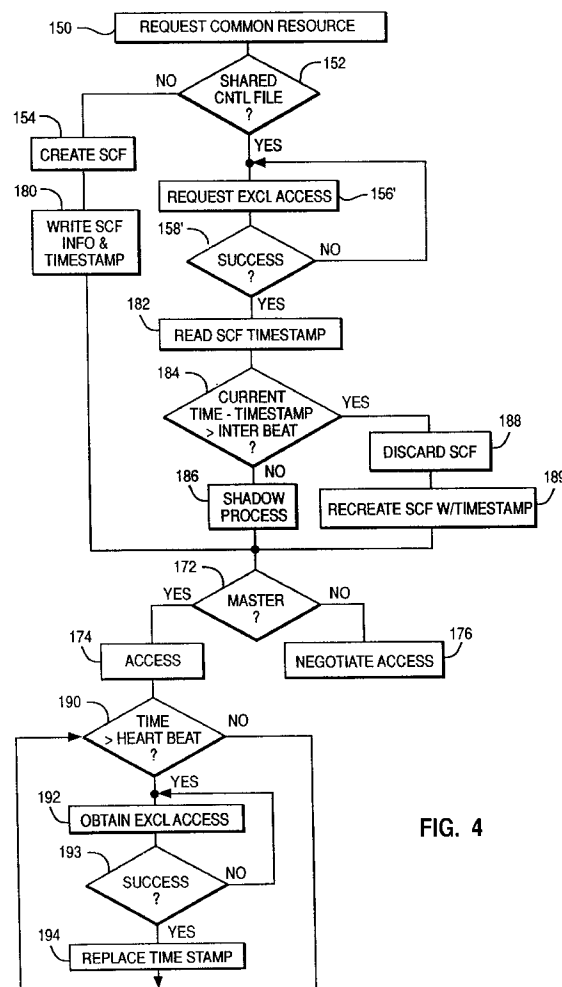 150
REQUEST COMMON RESOURCE
152
NO
SHARED
CNTL FILE
?
154
YES
CREATE SCF
180
REQUEST EXCL ACCESS
156'
WRITE SCF
INFO &
TIMESTAMP
158'
SUCCESS
?
NO
YES
182
READ SCF TIMESTAMP
184
CURRENT
TIME - TIMESTAMP
> INTER BEAT
?
YES
188
DISCARD SCF
NO
186
SHADOW
PROCESS
189
RECREATE SCF W/TIMESTAMP
172
YES
MASTER
?
NO
174
ACCESS
NEGOTIATE ACCESS
176
190
TIME
> HEART BEAT
?
NO
YES
192
OBTAIN EXCL ACCESS
193
SUCCESS
?
NO
YES
194
REPLACE TIME STAMP
FIG. 4